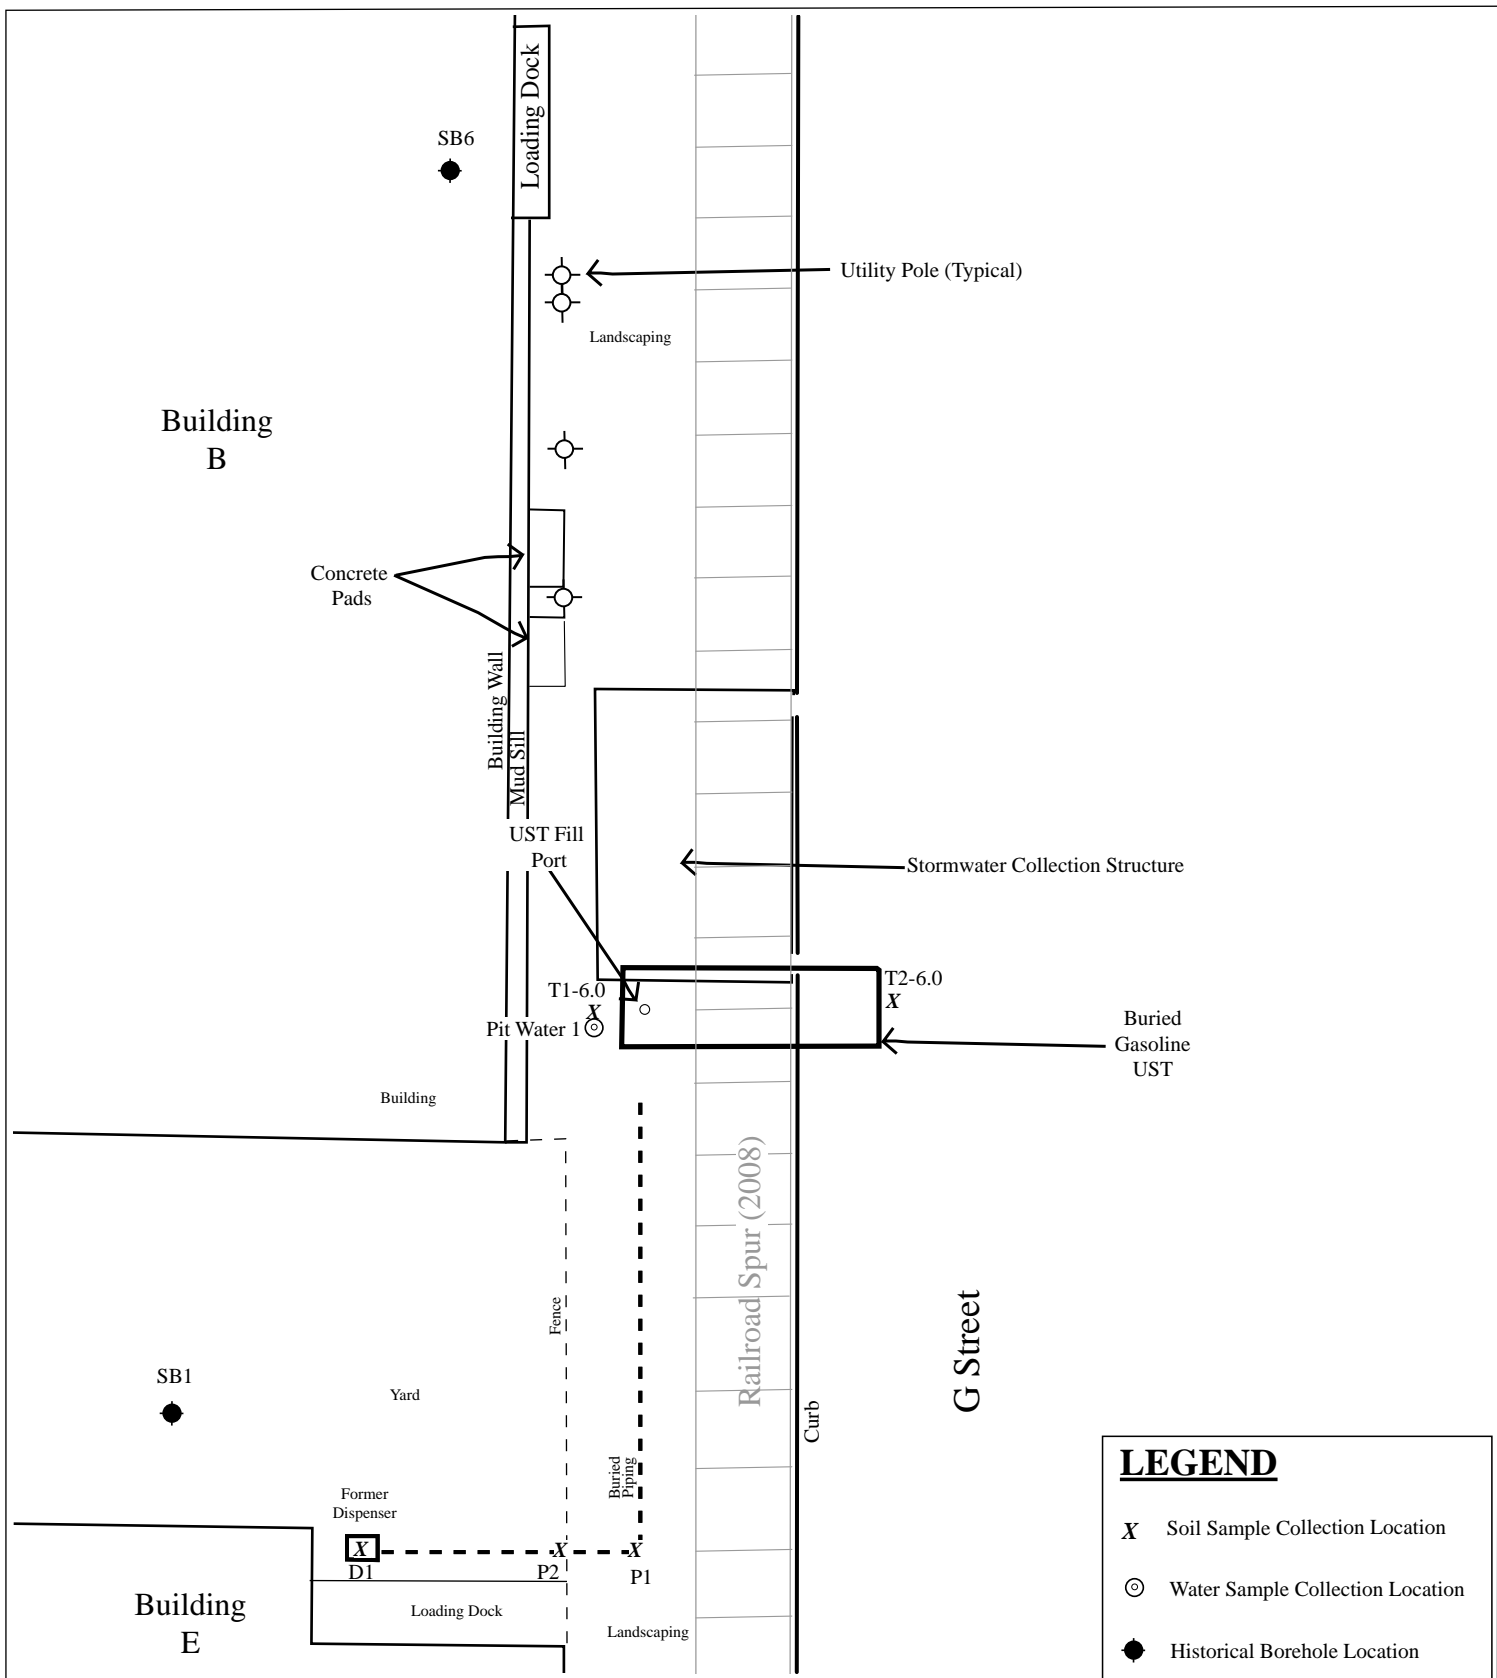 Loading Dock
SB6
Utility Pole (Typical)
Landscaping
Building
B
Concrete
Pads
Building Wall
Mud Sill
UST Fill
Port
Stormwater Collection Structure
T1-6.0
X
T2-6.0
X
Pit Water 1
Buried
Gasoline
UST
Building
Railroad Spur (2008)
Fence
G Street
SB1
Yard
Curb
Buried
Piping
Former
Dispenser
X
X
X
D1
P2
P1
Building
E
Loading Dock
Landscaping
LEGEND
X Soil Sample Collection Location
Water Sample Collection Location
Historical Borehole Location